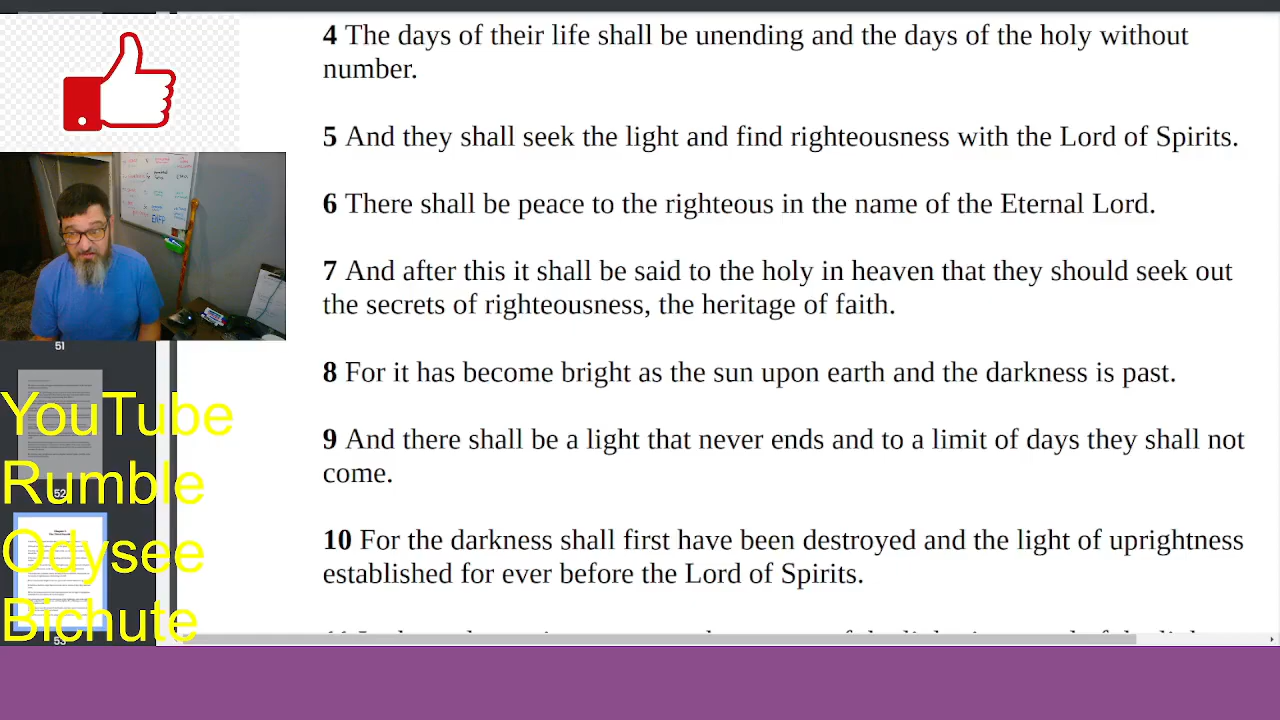 4 The days of their life shall be unending and the days of the holy without
number.
5 And they shall seek the light and find righteousness with the Lord of Spirits.
6 There shall be peace to the righteous in the name of the Eternal Lord.
7 And after this it shall be said to the holy in heaven that they should seek out
the secrets of righteousness, the heritage of faith.
8 For it has become bright as the sun upon earth and the darkness is past.
9 And there shall be a light that never ends and to a limit of days they shall not
come.
10 For the darkness shall first have been destroyed and the light of uprightness
established for ever before the Lord of Spirits.
51
YouTube
Rumble
52
Odysee
Bichute
53